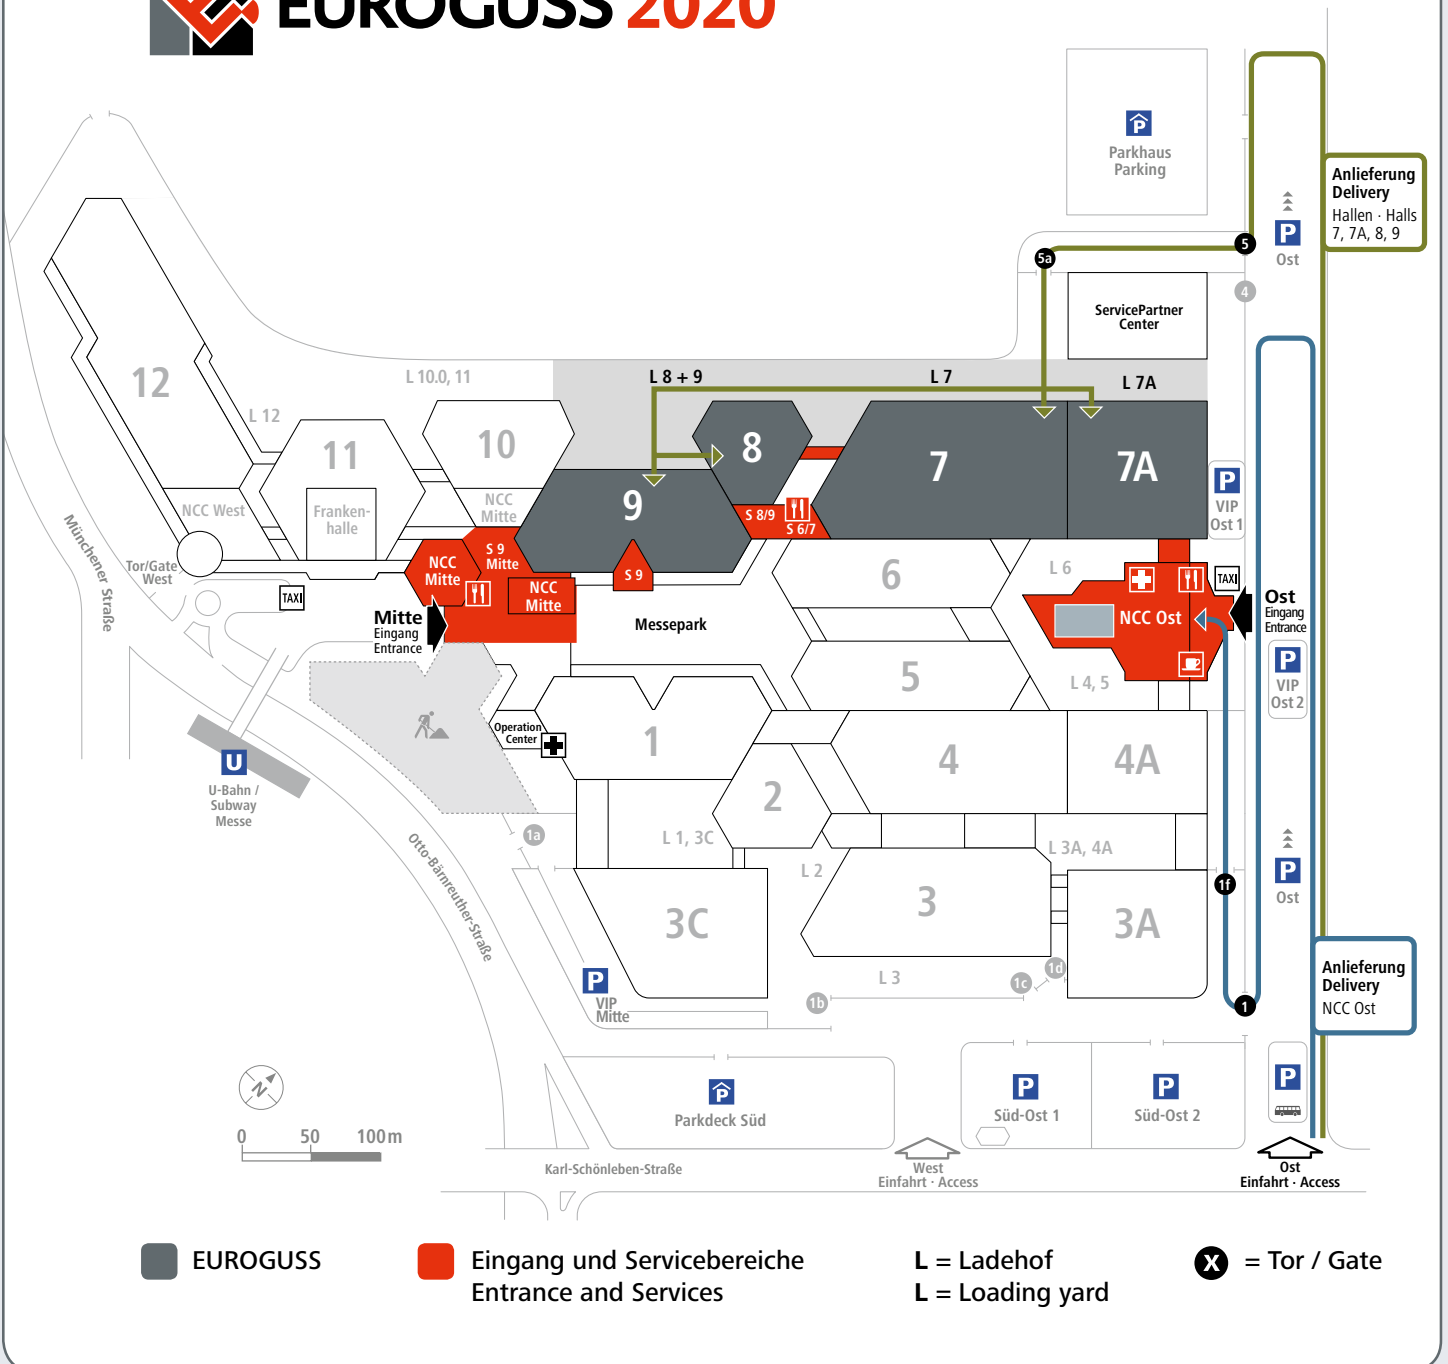 EUROGUSS 2020
P
Parkhaus
Parking
Anlieferung
Delivery
Hallen · Halls
7, 7A, 8, 9
P
Ost
5
5a
4
ServicePartner
Center
12
L 10.0, 11
L 8 + 9
L 7
L 7A
L 12
11
10
8
7
7A
9
NCC West
Franken-
halle
NCC
Mitte
S 8/9
S 6/7
P
VIP
Ost 1
Münchener Straße
Tor/Gate
West
TAXI
NCC
Mitte
S 9
Mitte
NCC
Mitte
S 9
6
L 6
TAXI
Mitte
Eingang
Entrance
Messepark
NCC Ost
Ost
Eingang
Entrance
5
L 4, 5
P
VIP
Ost 2
Operation
Center
1
4
4A
U
U-Bahn /
Subway
Messe
2
1a
L 1, 3C
L 2
L 3A, 4A
Otto-Bärnreuther-Straße
3C
3
3A
1f
P
Ost
P
VIP
Mitte
L 3
1b
1c
1d
1
Anlieferung
Delivery
NCC Ost
N
0 50 100m
P
Parkdeck Süd
P
Süd-Ost 1
P
Süd-Ost 2
P
Karl-Schönleben-Straße
West
Einfahrt · Access
Ost
Einfahrt · Access
EUROGUSS
Eingang und Servicebereiche
Entrance and Services
L = Ladehof
L = Loading yard
X = Tor / Gate